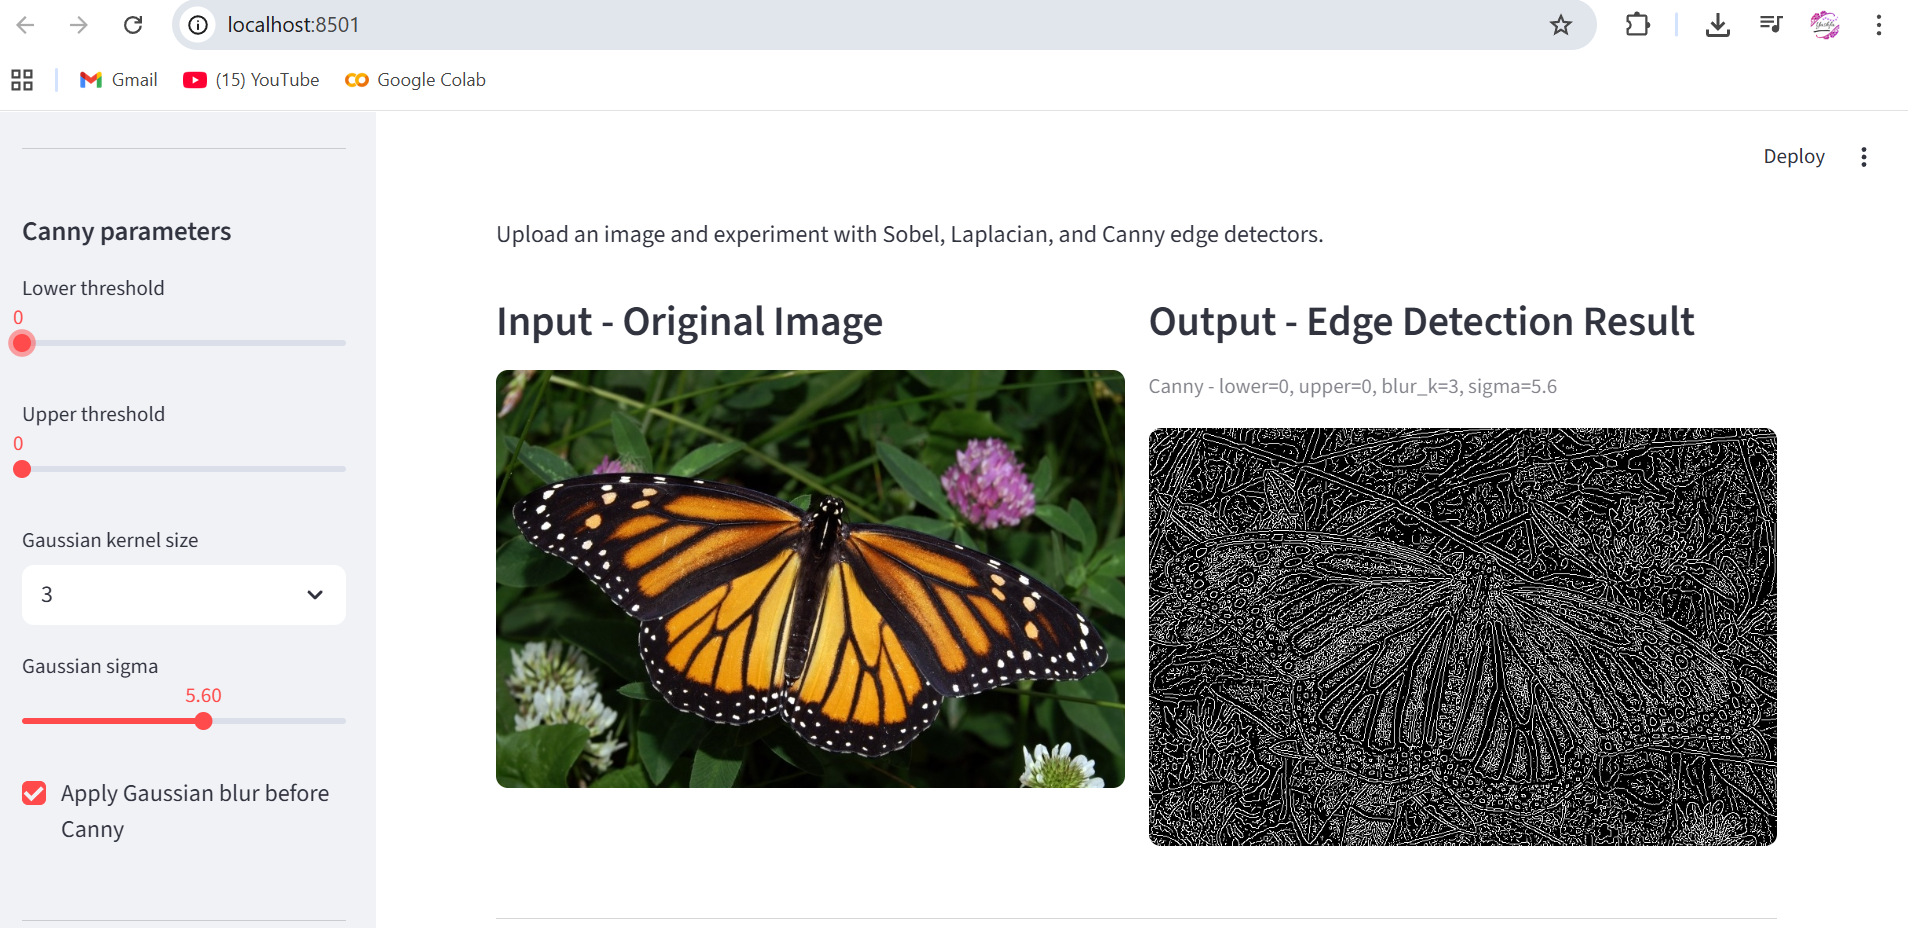 localhost:8501
Gmail
(15) YouTube
Google Colab
Deploy
Canny parameters
Lower threshold
0
Upper threshold
0
Gaussian kernel size
3
Gaussian sigma
5.60
Apply Gaussian blur before
Canny
Upload an image and experiment with Sobel, Laplacian, and Canny edge detectors.
Input - Original Image
Output - Edge Detection Result
Canny - lower=0, upper=0, blur_k=3, sigma=5.6